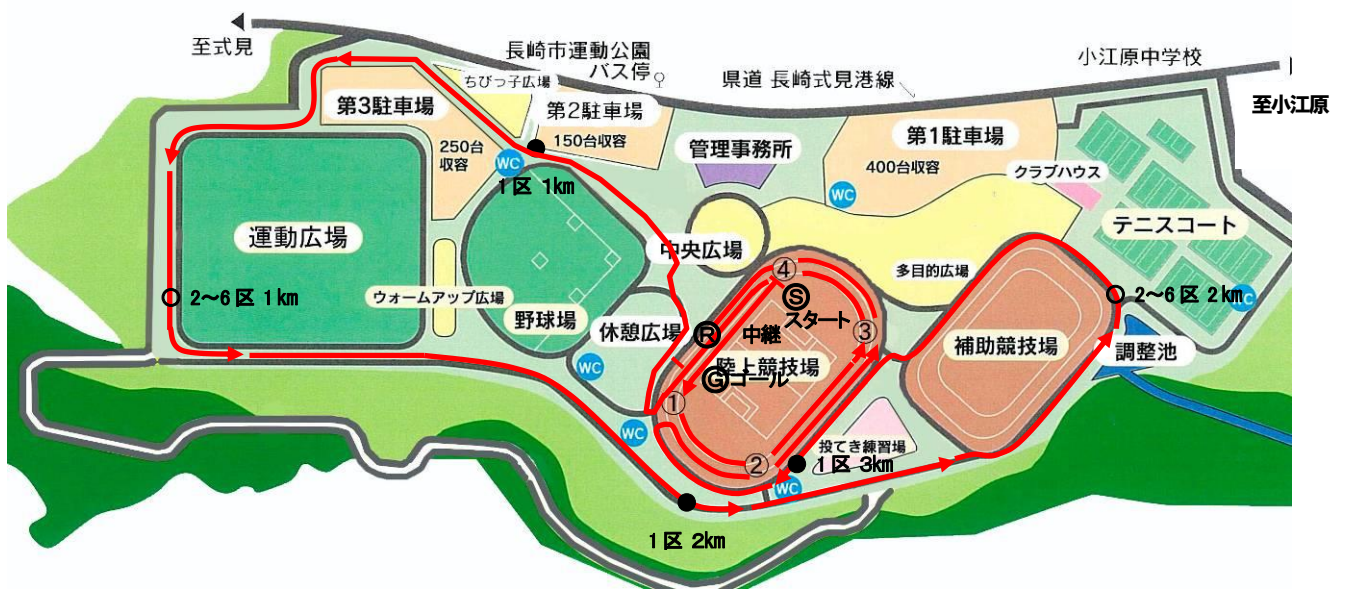 至式見
長崎市運動公園
バス停
県道 長崎式見港線
小江原中学校
至小江原
ちびっ子広場
第3駐車場
250台
収容
第2駐車場
150台収容
管理事務所
第1駐車場
400台収容
クラブハウス
テニスコート
WC
1区 1km
WC
運動広場
中央広場
多目的広場
2～6区 1km
ウォームアップ広場
野球場
休憩広場
④
Ⓢ
スタート
Ⓡ 中継
③
2～6区 2km
WC
陸上競技場
補助競技場
調整池
Ⓖゴール
WC
①
WC
②
投てき練習場
1区 3km
WC
1区 2km